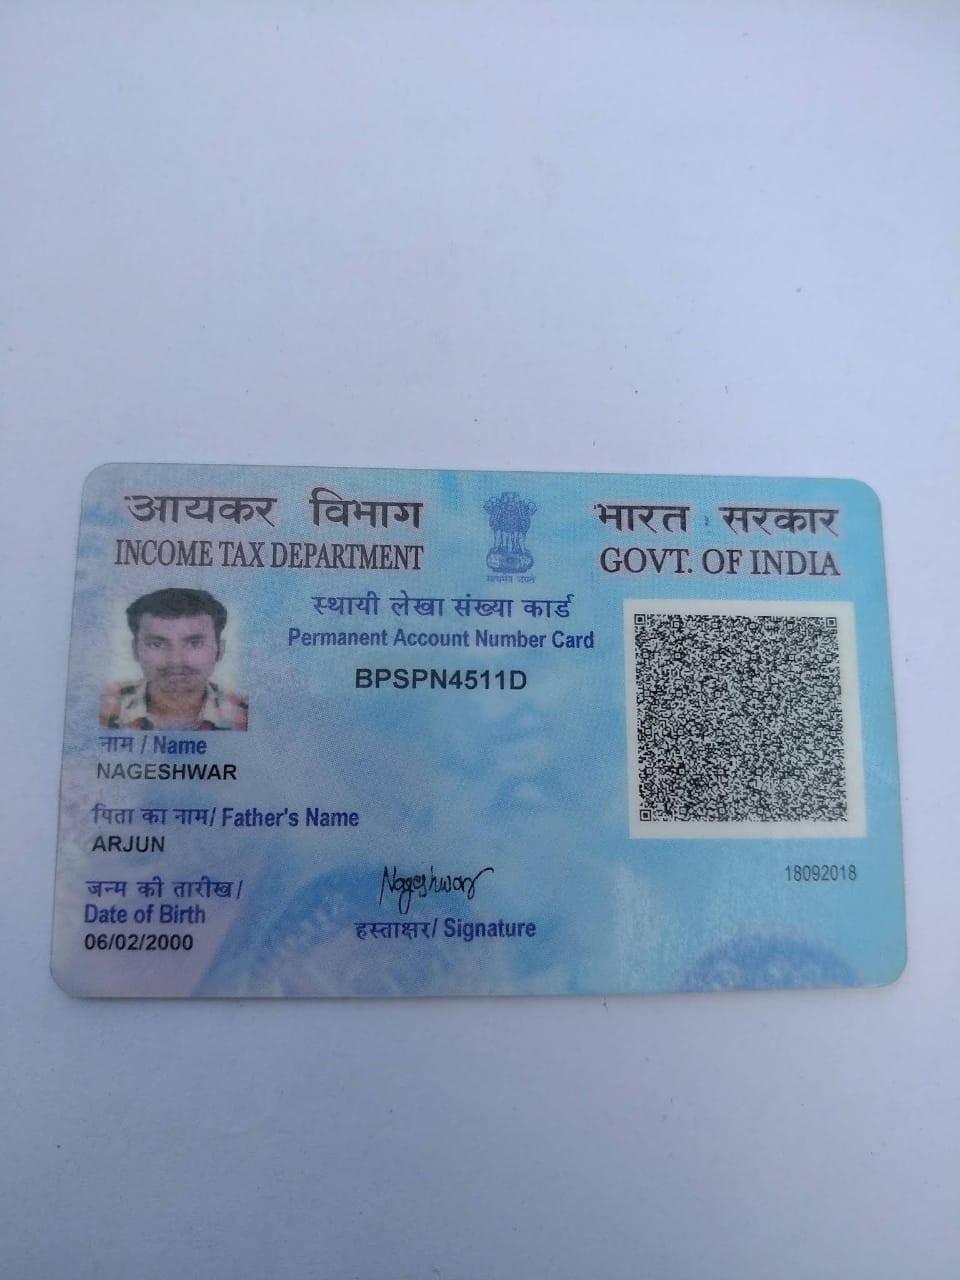 आयकर विभाग
INCOME TAX DEPARTMENT
भारत सरकार
GOVT. OF INDIA
सत्यमेव जयते
स्थायी लेखा संख्या कार्ड
Permanent Account Number Card
BPSPN4511D
नाम / Name
NAGESHWAR
पिता का नाम/ Father's Name
ARJUN
जन्म की तारीख/
Date of Birth
06/02/2000
Nageshwar
हस्ताक्षर/ Signature
18092018